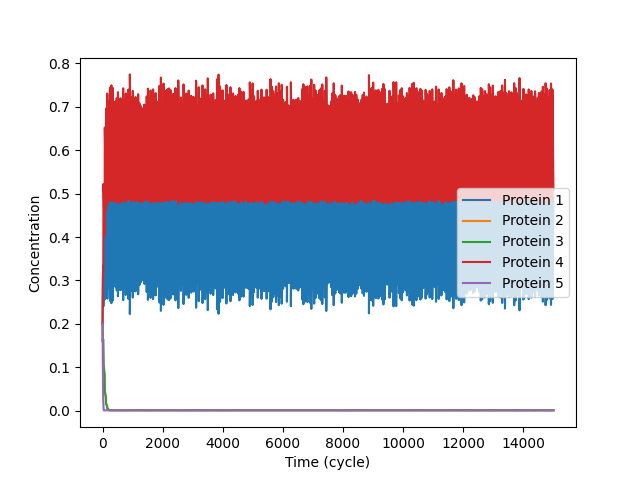 0.8
0.7
0.6
0.5
0.4
0.3
0.2
0.1
0.0
Concentration
Protein 1
Protein 2
Protein 3
Protein 4
Protein 5
0 2000 4000 6000 8000 10000 12000 14000
Time (cycle)